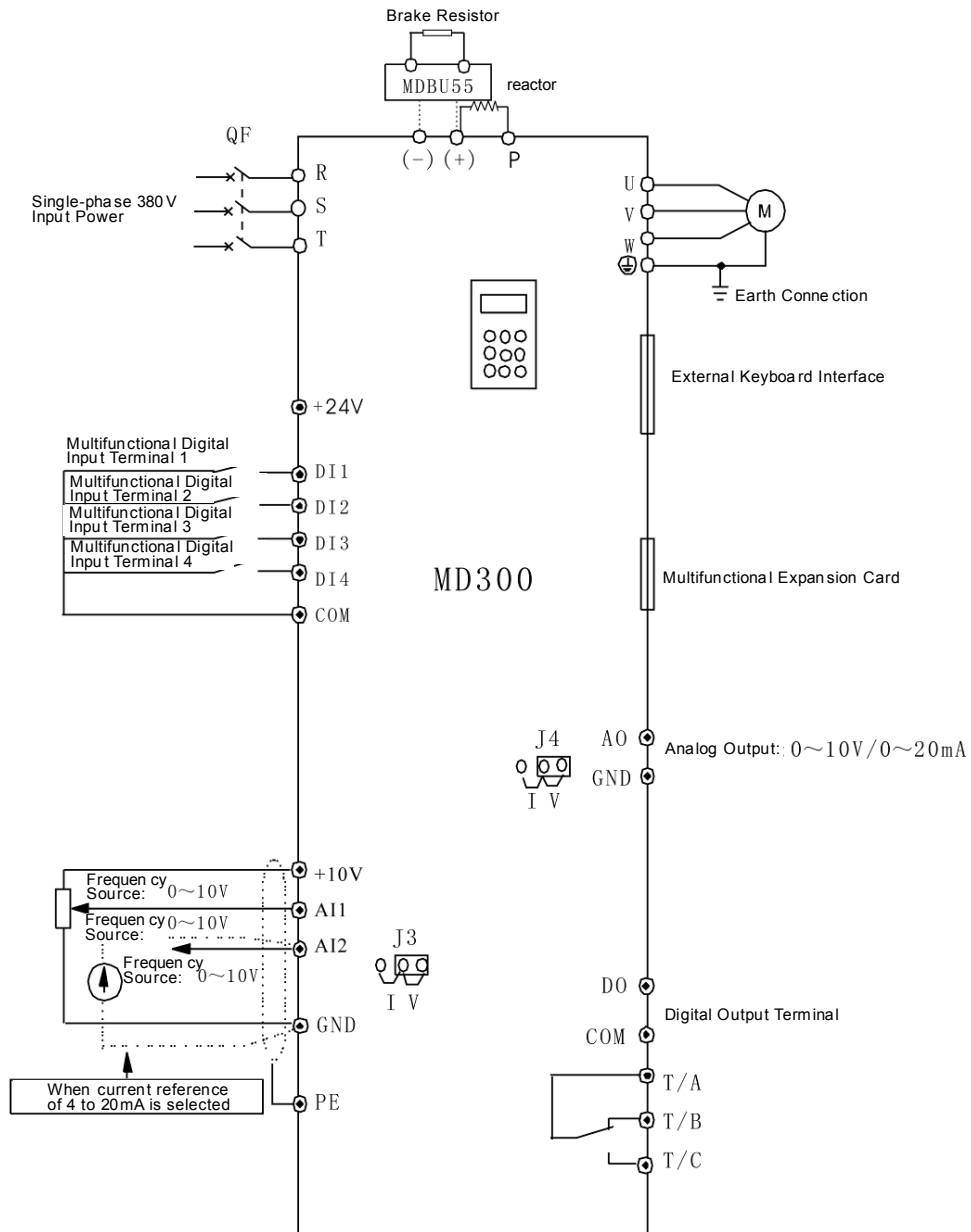 Brake Resistor
MDBU55
reactor
QF
(-)
(+)
P
R
S
T
Single-phase 380V
Input Power
U
V
W
M
Earth Connection
External Keyboard Interface
+24V
Multifunctional Digital
Input Terminal 1
DI1
Multifunctional Digital
Input Terminal 2
DI2
Multifunctional Digital
Input Terminal 3
DI3
Multifunctional Digital
Input Terminal 4
DI4
COM
MD300
Multifunctional Expansion Card
J4
I V
AO
GND
Analog Output: 0~10V/0~20mA
+10V
Frequency
Source: 0~10V
AI1
Frequency
Source: 0~10V
AI2
Frequency
Source: 0~10V
J3
I V
GND
When current reference
of 4 to 20mA is selected
PE
DO
Digital Output Terminal
COM
T/A
T/B
T/C